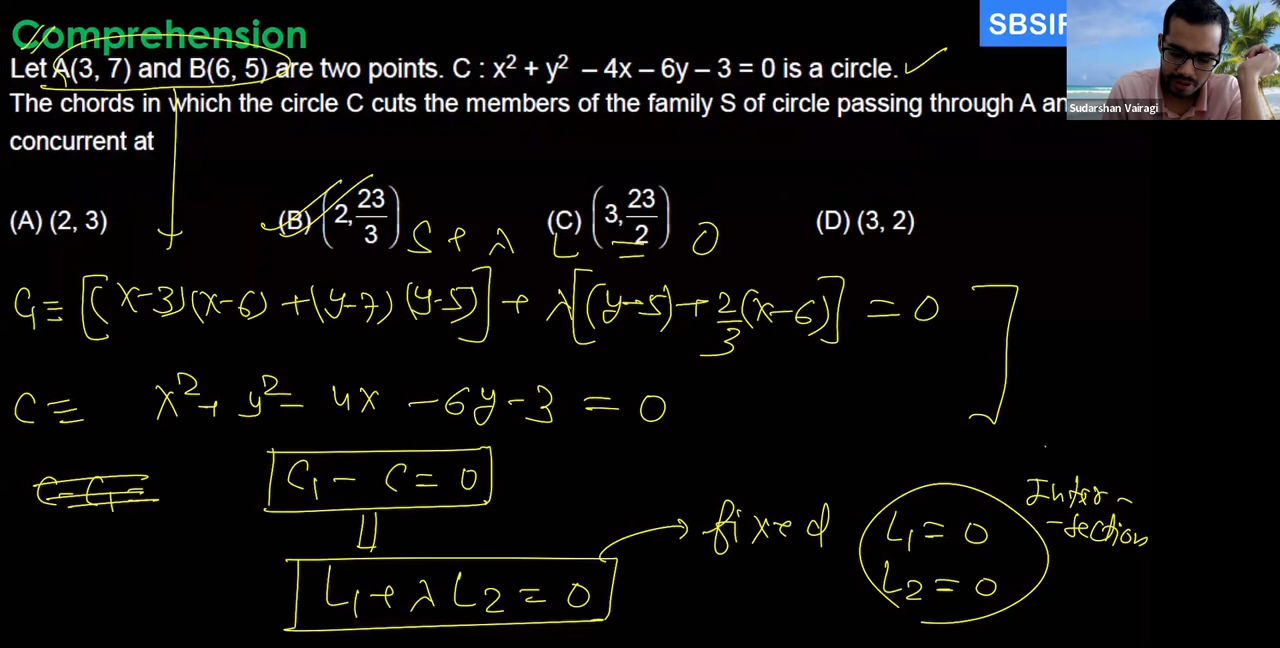 Comprehension
SBSIF
Let A(3, 7) and B(6, 5) are two points. C : x² + y² – 4x – 6y – 3 = 0 is a circle.
Sudarshan Vairagi
The chords in which the circle C cuts the members of the family S of circle passing through A an
concurrent at
(A) (2, 3) (B) (2, 23/3) (C) (3, 23/2) (D) (3, 2)
S + λ L = 0
C₁ ≡ [(x-3)(x-6) + (y-7)(y-5)] + λ[(y-5) + 2/3 (x-6)] = 0
C ≡ x² + y² - 4x - 6y - 3 = 0
C₁ - C = 0
L₁ + λ L₂ = 0
fixed
L₁ = 0
L₂ = 0
Inter -
- section